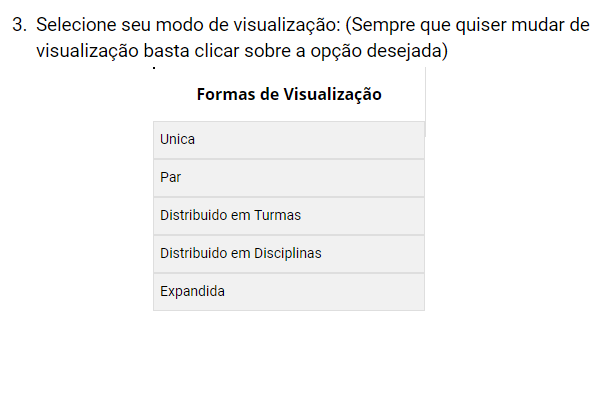 3. Selecione seu modo de visualização: (Sempre que quiser mudar de
visualização basta clicar sobre a opção desejada)
Formas de Visualização
Unica
Par
Distribuido em Turmas
Distribuido em Disciplinas
Expandida